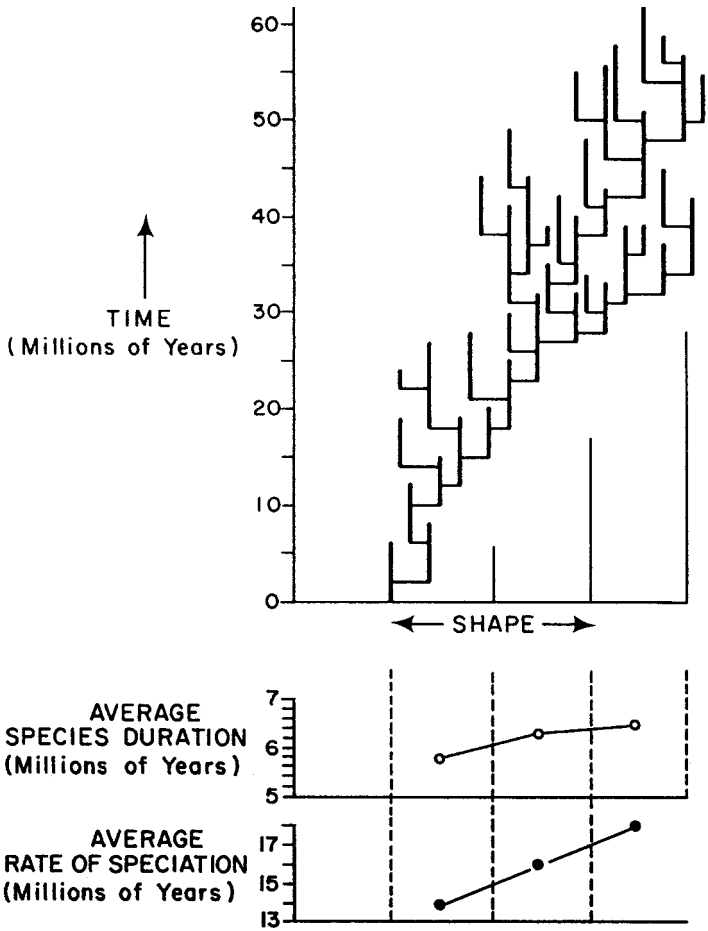 60
50
40
30
20
10
0
TIME
(Millions of Years)
SHAPE
AVERAGE
SPECIES DURATION
(Millions of Years)
7
6
5
AVERAGE
RATE OF SPECIATION
(Millions of Years)
17
15
13